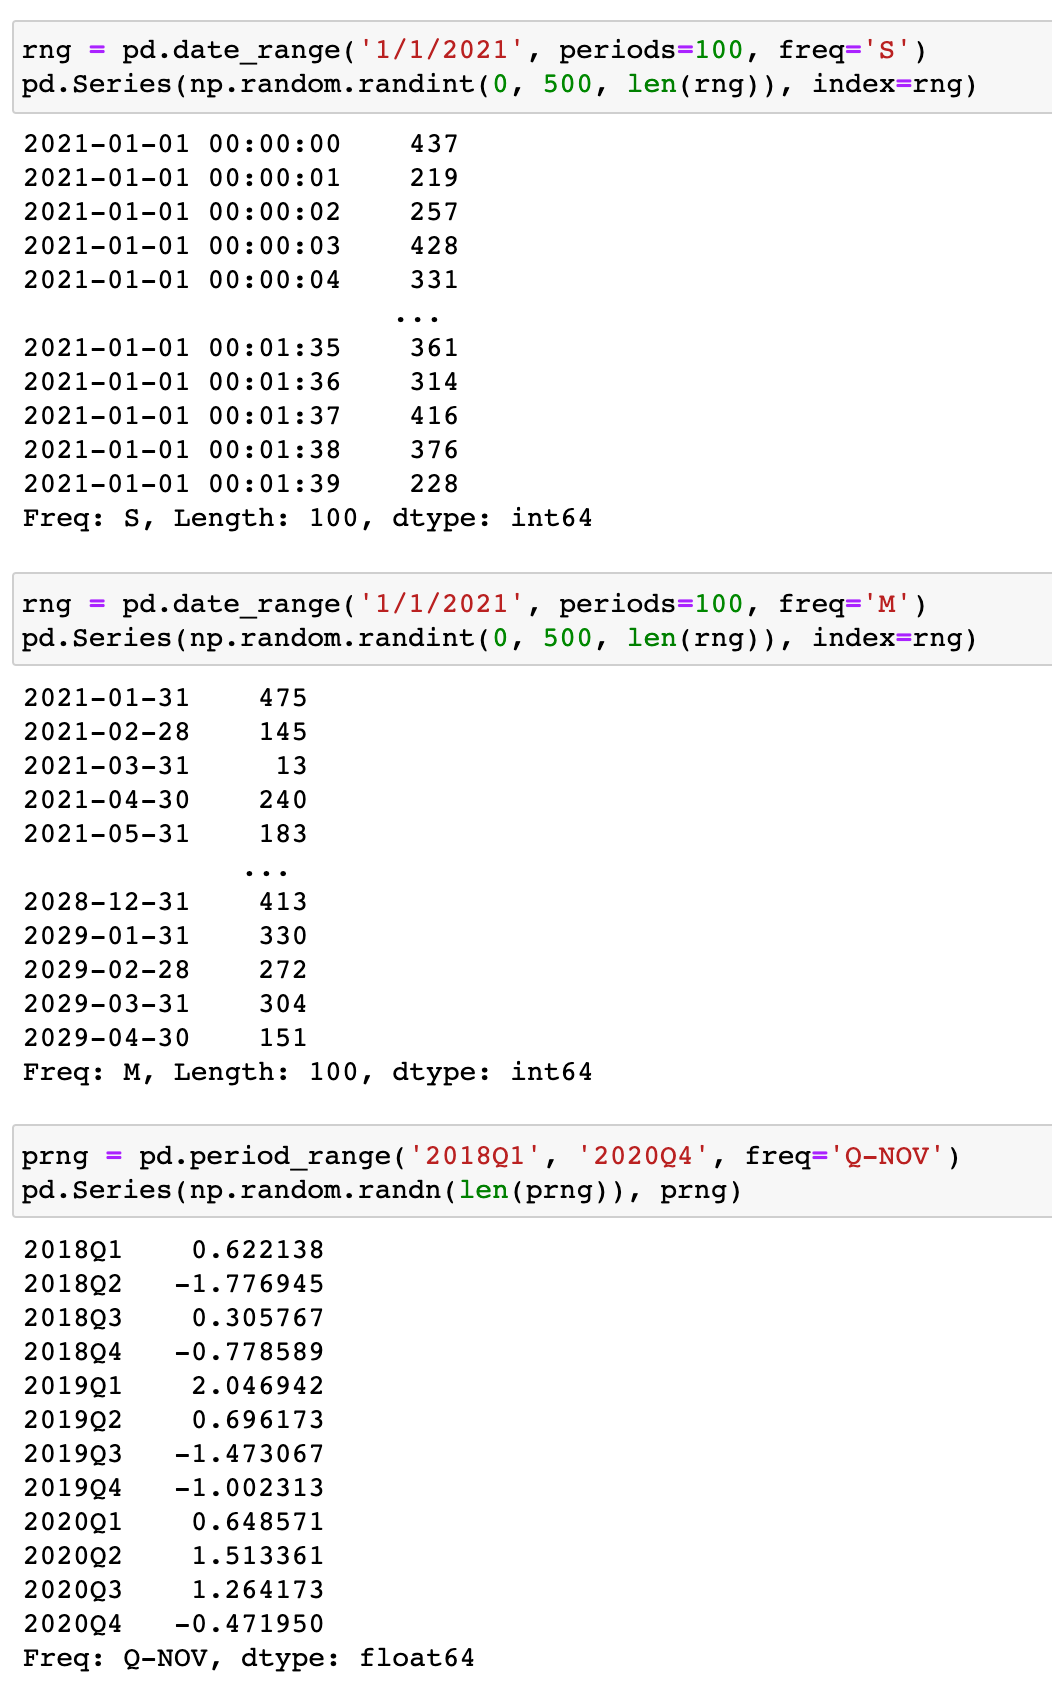 rng = pd.date_range('1/1/2021', periods=100, freq='S')
pd.Series(np.random.randint(0, 500, len(rng)), index=rng)
2021-01-01 00:00:00    437
2021-01-01 00:00:01    219
2021-01-01 00:00:02    257
2021-01-01 00:00:03    428
2021-01-01 00:00:04    331
...
2021-01-01 00:01:35    361
2021-01-01 00:01:36    314
2021-01-01 00:01:37    416
2021-01-01 00:01:38    376
2021-01-01 00:01:39    228
Freq: S, Length: 100, dtype: int64
rng = pd.date_range('1/1/2021', periods=100, freq='M')
pd.Series(np.random.randint(0, 500, len(rng)), index=rng)
2021-01-31    475
2021-02-28    145
2021-03-31     13
2021-04-30    240
2021-05-31    183
...
2028-12-31    413
2029-01-31    330
2029-02-28    272
2029-03-31    304
2029-04-30    151
Freq: M, Length: 100, dtype: int64
prng = pd.period_range('2018Q1', '2020Q4', freq='Q-NOV')
pd.Series(np.random.randn(len(prng)), prng)
2018Q1    0.622138
2018Q2   -1.776945
2018Q3    0.305767
2018Q4   -0.778589
2019Q1    2.046942
2019Q2    0.696173
2019Q3   -1.473067
2019Q4   -1.002313
2020Q1    0.648571
2020Q2    1.513361
2020Q3    1.264173
2020Q4   -0.471950
Freq: Q-NOV, dtype: float64